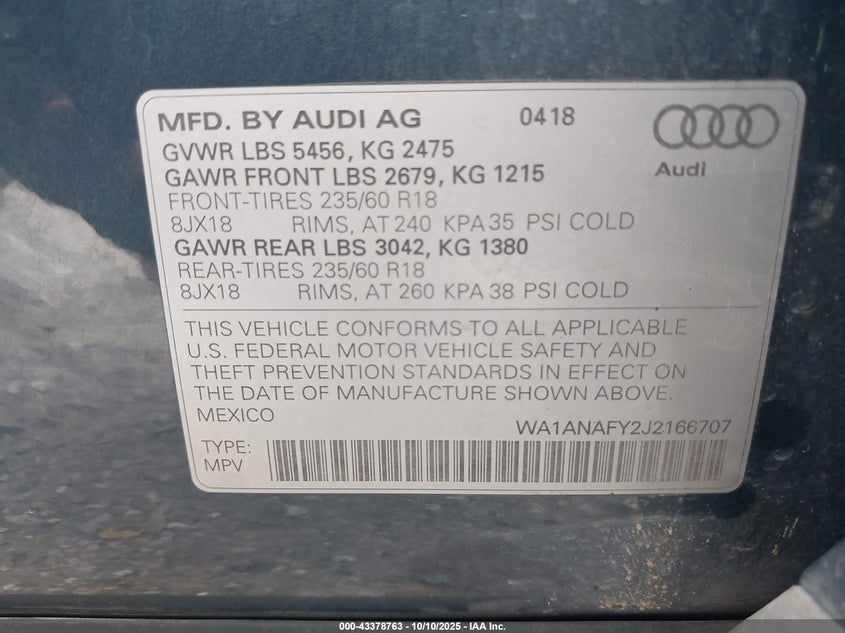 MFD. BY AUDI AG 0418
Audi
GVWR LBS 5456, KG 2475
GAWR FRONT LBS 2679, KG 1215
FRONT-TIRES 235/60 R18
8JX18 RIMS, AT 240 KPA 35 PSI COLD
GAWR REAR LBS 3042, KG 1380
REAR-TIRES 235/60 R18
8JX18 RIMS, AT 260 KPA 38 PSI COLD
THIS VEHICLE CONFORMS TO ALL APPLICABLE
U.S. FEDERAL MOTOR VEHICLE SAFETY AND
THEFT PREVENTION STANDARDS IN EFFECT ON
THE DATE OF MANUFACTURE SHOWN ABOVE.
MEXICO
WA1ANAFY2J2166707
TYPE:
MPV
000-43378763 - 10/10/2025 - IAA Inc.